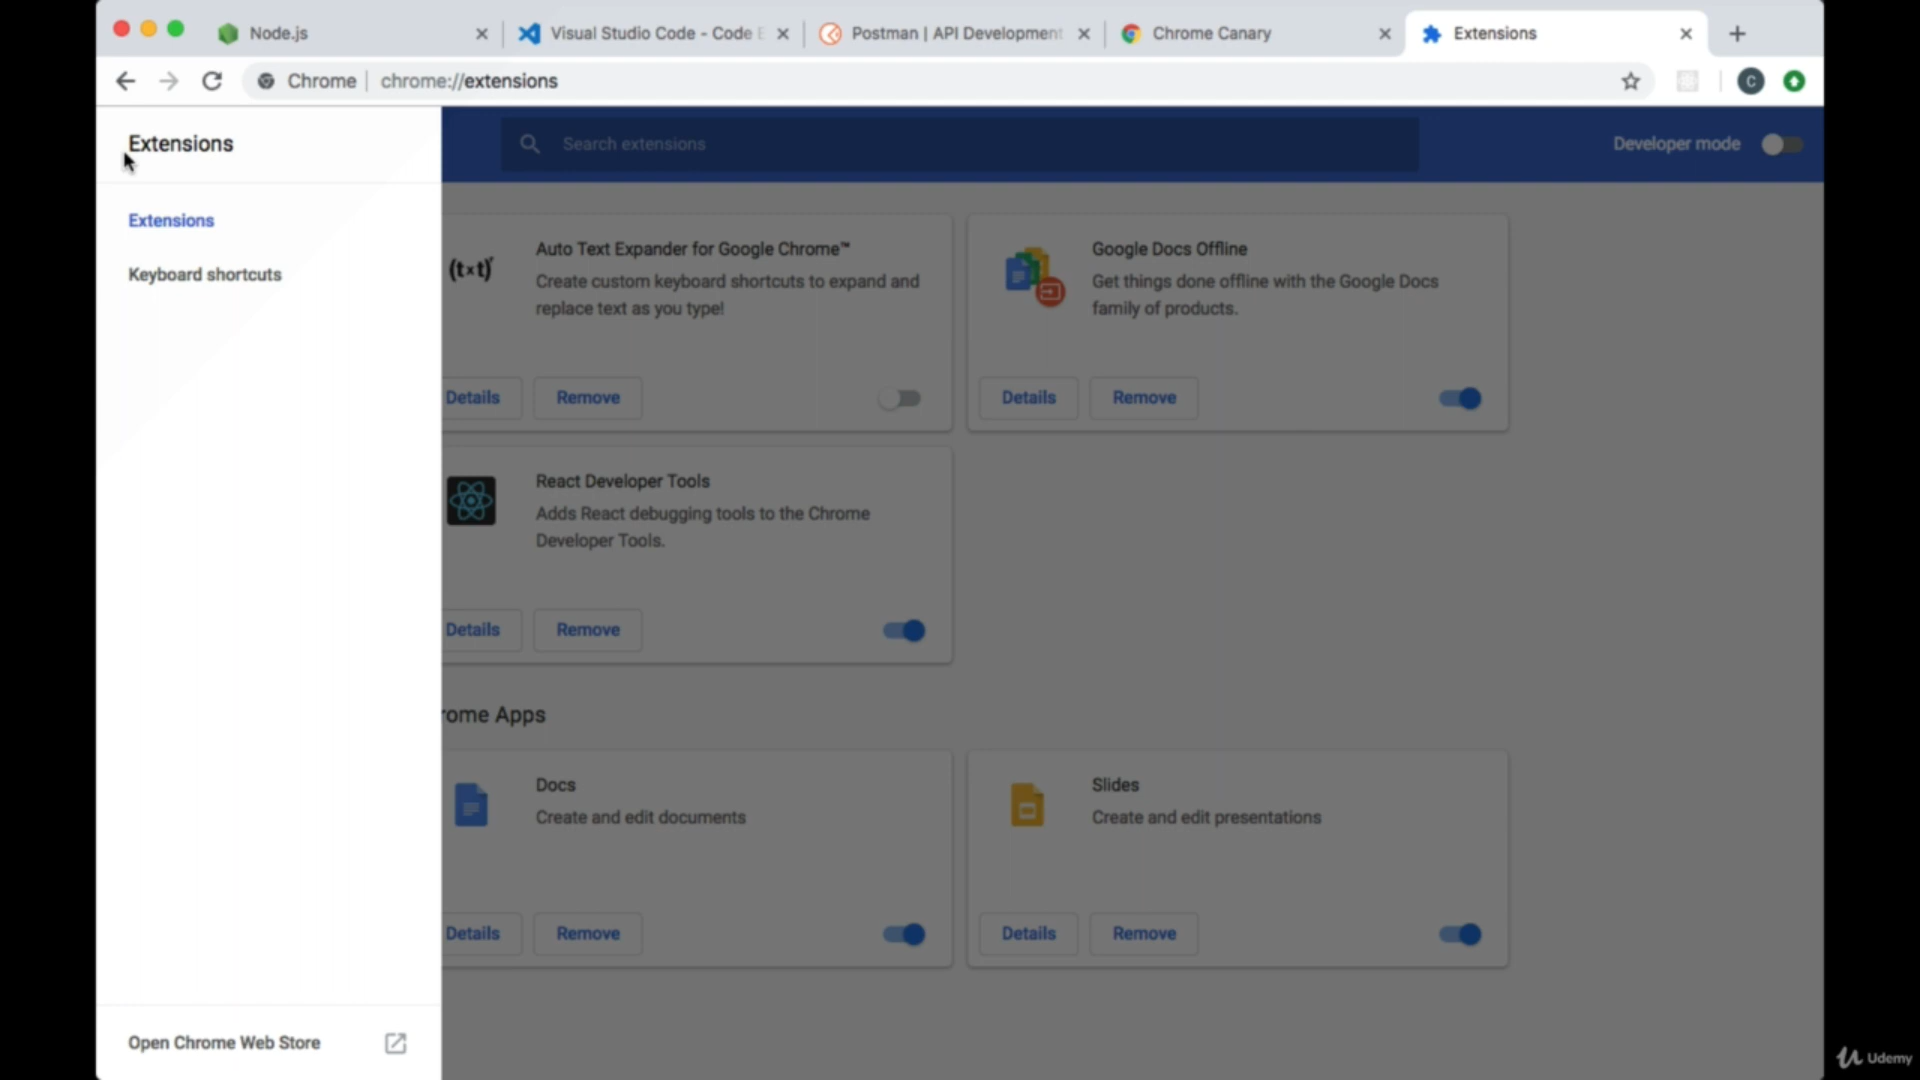 Node.js
Visual Studio Code - Code E
Postman | API Development
Chrome Canary
Extensions
Chrome
chrome://extensions
C
Extensions
Search extensions
Developer mode
Extensions
Keyboard shortcuts
(txt)
Auto Text Expander for Google Chrome™
Create custom keyboard shortcuts to expand and
replace text as you type!
Details
Remove
Google Docs Offline
Get things done offline with the Google Docs
family of products.
Details
Remove
React Developer Tools
Adds React debugging tools to the Chrome
Developer Tools.
Details
Remove
rome Apps
Docs
Create and edit documents
Details
Remove
Slides
Create and edit presentations
Details
Remove
Open Chrome Web Store
Udemy